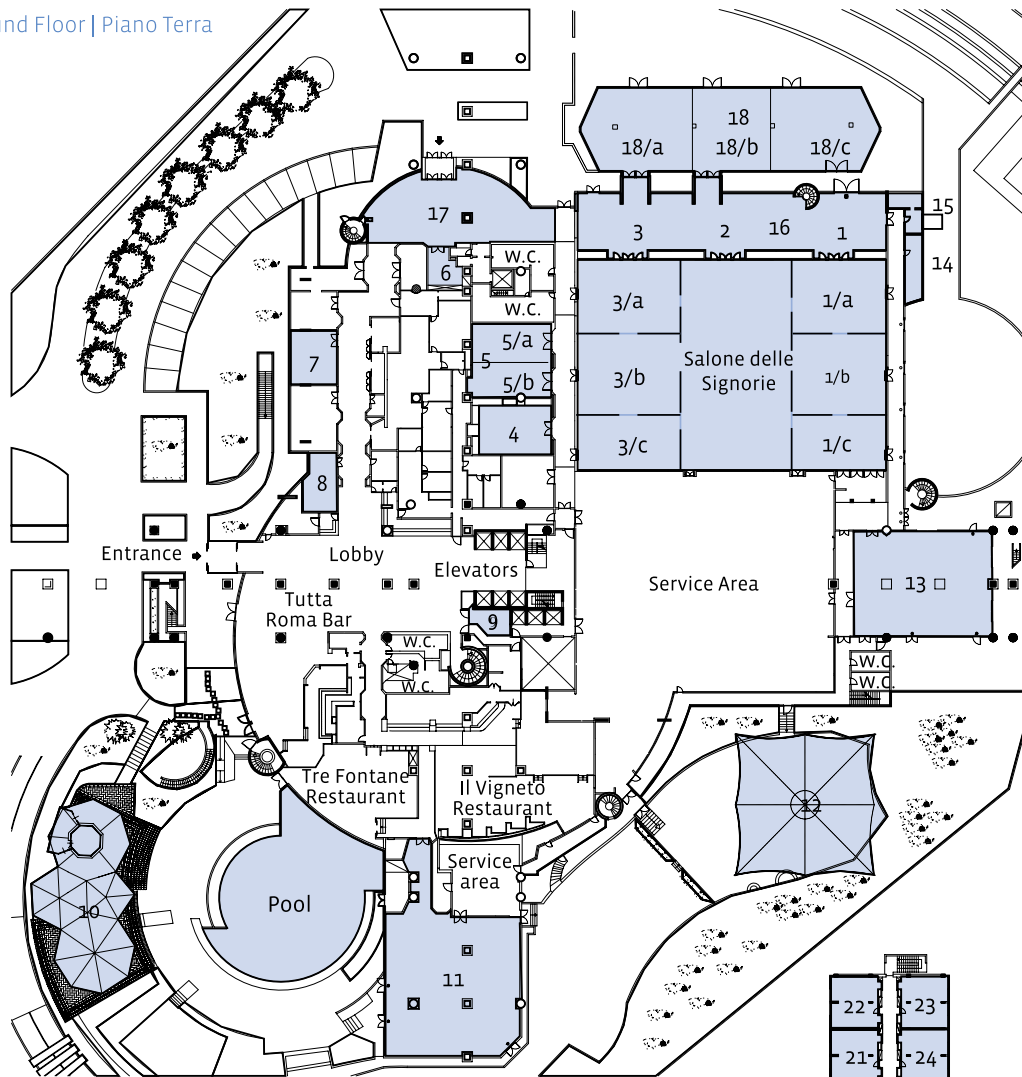 und Floor | Piano Terra
18
18/a
18/b
18/c
17
3
2
16
1
15
14
6
W.C.
W.C.
3/a
1/a
5/a
5
5/b
7
Salone delle
Signorie
3/b
1/b
4
3/c
1/c
8
Entrance
Lobby
Elevators
Service Area
13
Tutta
Roma Bar
9
W.C.
W.C.
W.C.
W.C.
Tre Fontane
Restaurant
Il Vigneto
Restaurant
12
Service
area
Pool
10
11
22
23
21
24